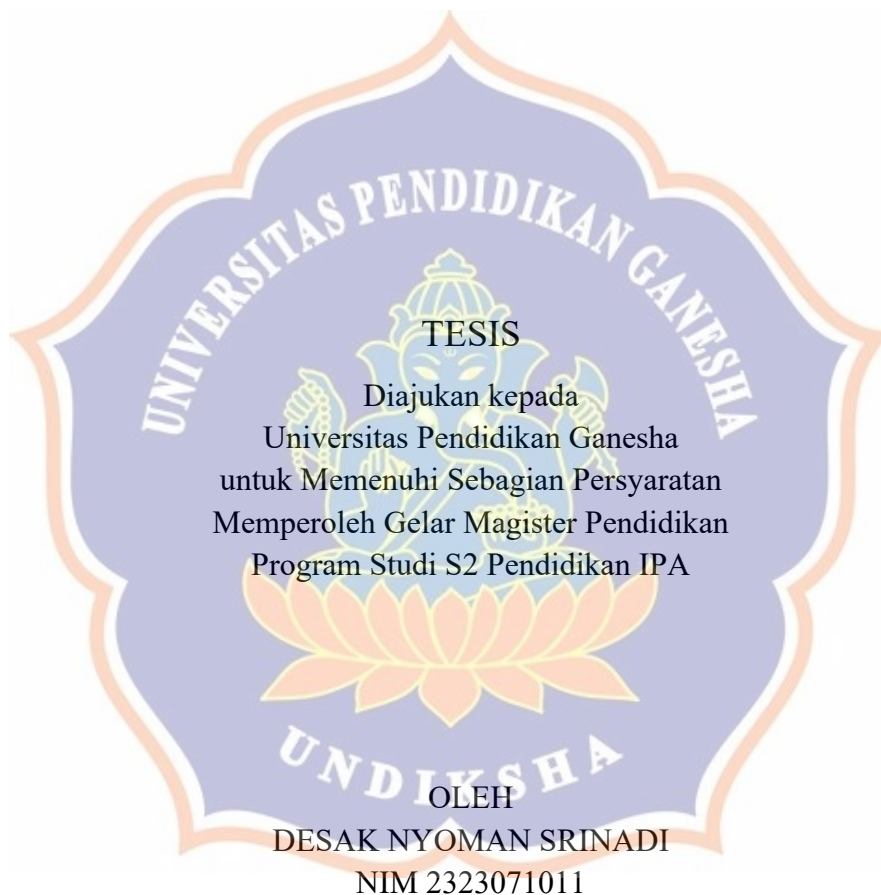 UNIVERSITAS PENDIDIKAN GANESHA
TESIS
Diajukan kepada
Universitas Pendidikan Ganesha
untuk Memenuhi Sebagian Persyaratan
Memperoleh Gelar Magister Pendidikan
Program Studi S2 Pendidikan IPA
UNDIKSHA
OLEH
DESAK NYOMAN SRINADI
NIM 2323071011